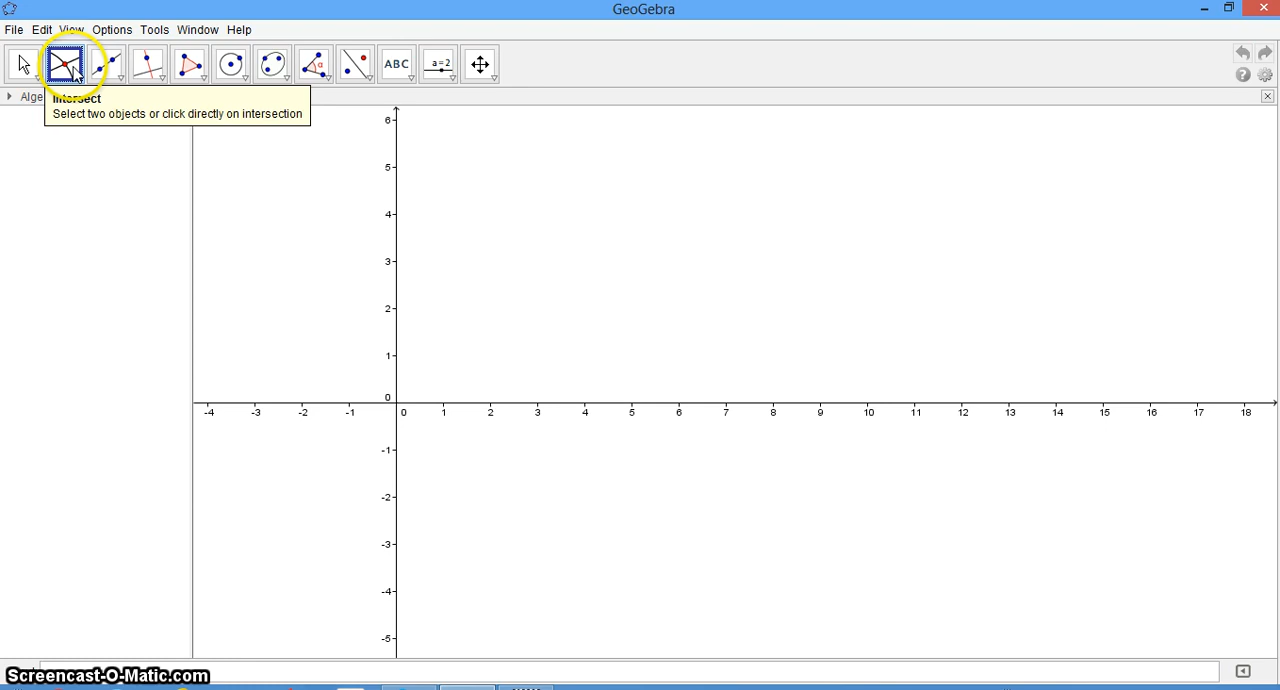 GeoGebra
File Edit View Options Tools Window Help
ABC
a=2
α
Intersect
Select two objects or click directly on intersection
6
5
4
3
2
1
0
-4 -3 -2 -1 0 1 2 3 4 5 6 7 8 9 10 11 12 13 14 15 16 17 18
-1
-2
-3
-4
-5
Screencast-O-Matic.com